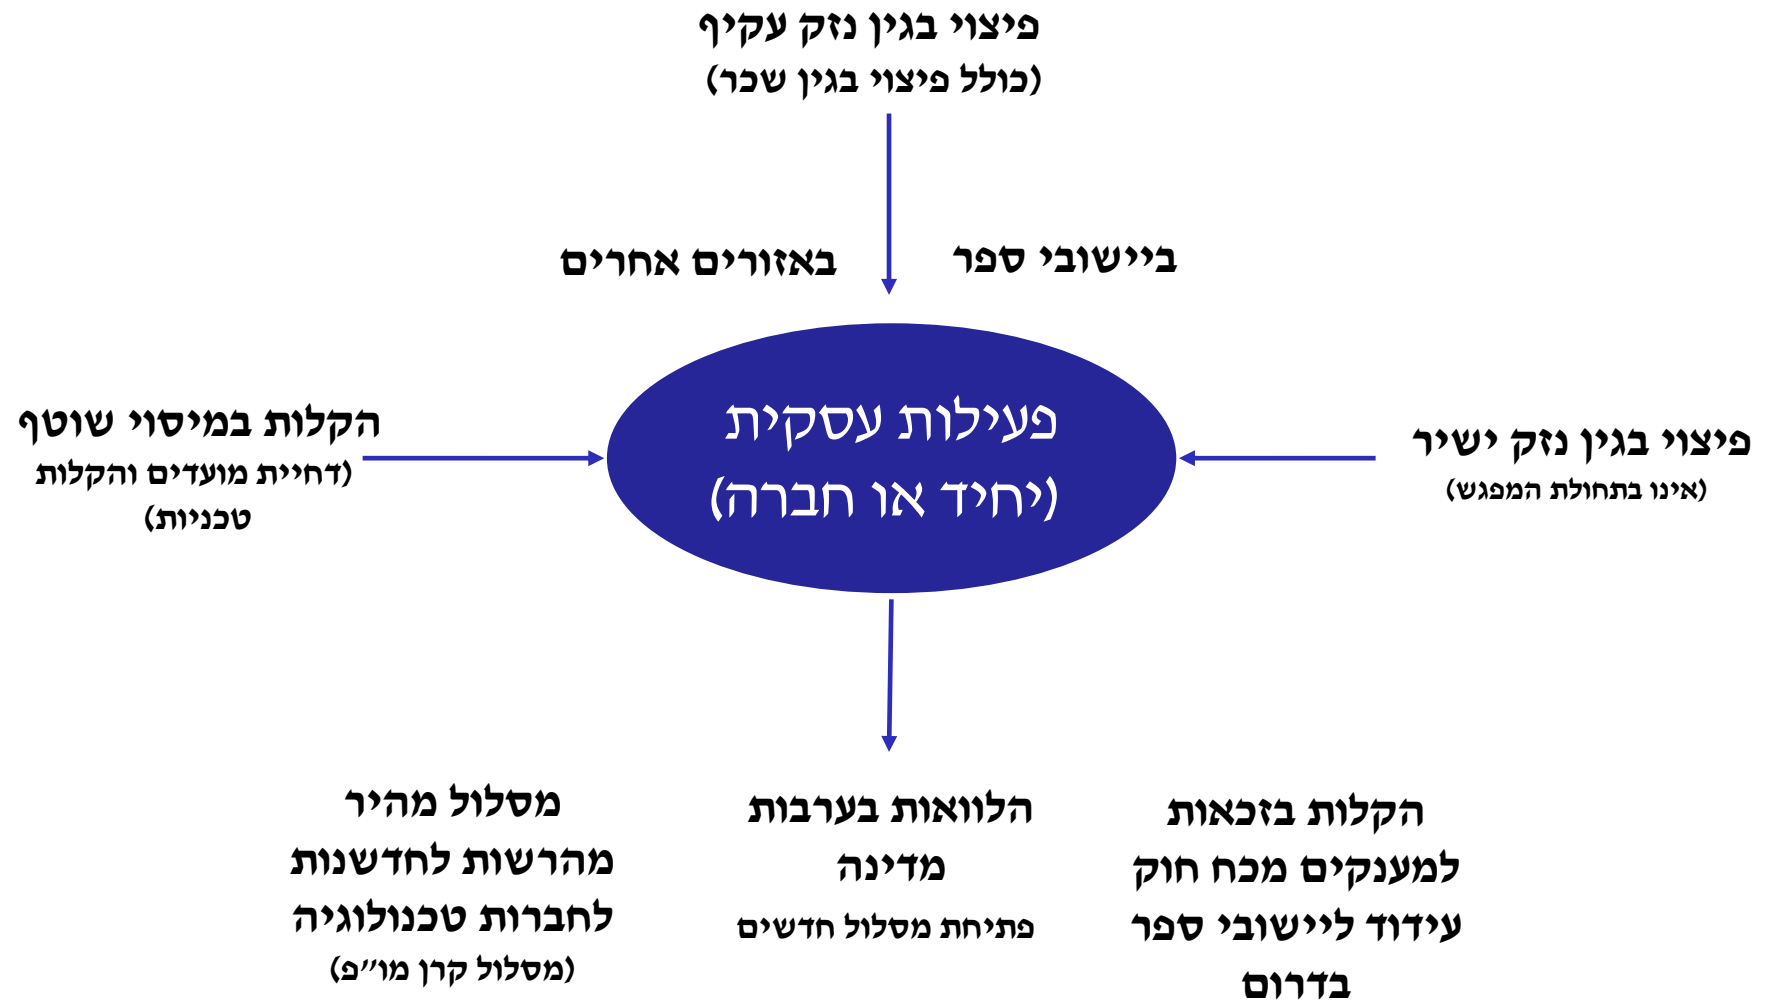 פיצוי בגין נזק עקיף
(כולל פיצוי בגין שכר)
ביישובי ספר
באזורים אחרים
פעילות עסקית
(יחיד או חברה)
פיצוי בגין נזק ישיר
(אינו בתחולת המפגש)
הקלות במיסוי שוטף
(דחיית מועדים והקלות
טכניות)
הקלות בזכאות
למענקים מכח חוק
עידוד ליישובי ספר
בדרום
הלוואות בערבות
מדינה
פתיחת מסלול חדשים
מסלול מהיר
מהרשות לחדשנות
לחברות טכנולוגיה
(מסלול קרן מו״פ)